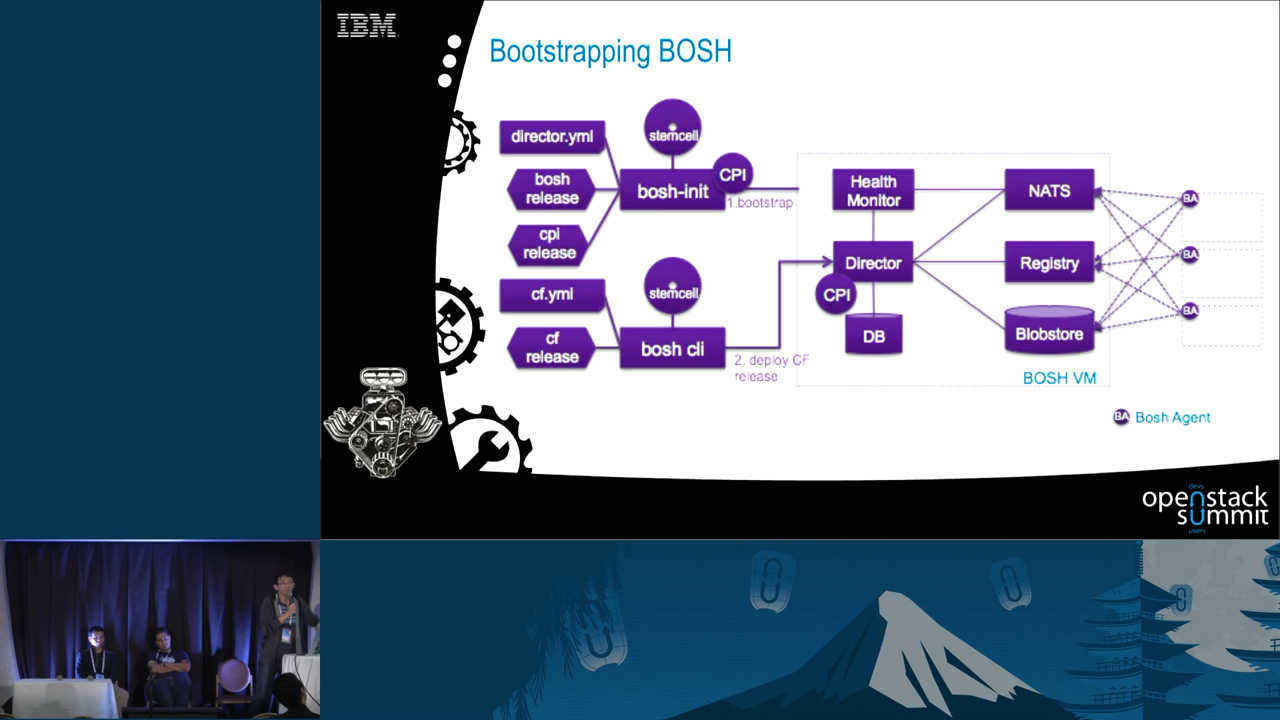 IBM
Bootstrapping BOSH
director.yml
stemcell
bosh
release
bosh-init
CPI
1.bootstrap
cpi
release
cf.yml
stemcell
cf
release
bosh cli
2. deploy CF
release
Health
Monitor
NATS
Director
Registry
CPI
DB
Blobstore
BOSH VM
BA
BA
BA
BA Bosh Agent
devs
openstack
summit
users